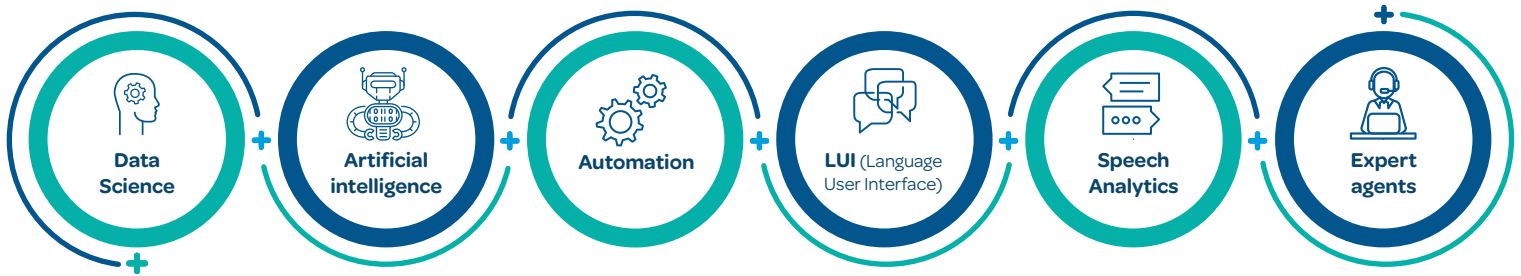 Data
Science
Artificial
intelligence
Automation
LUI (Language
User Interface)
Speech
Analytics
Expert
agents